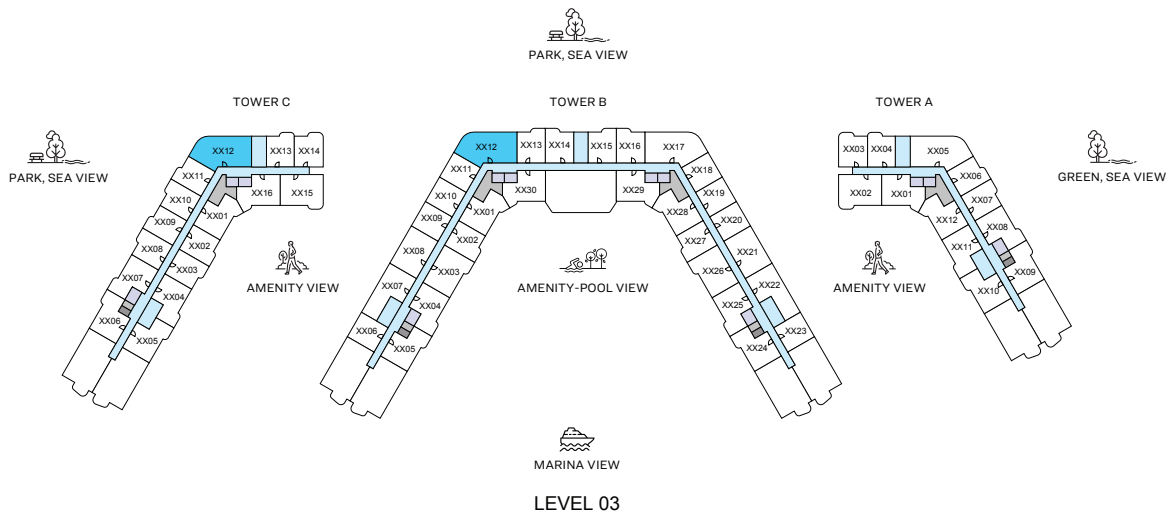 PARK, SEA VIEW
TOWER C
TOWER B
TOWER A
PARK, SEA VIEW
GREEN, SEA VIEW
XX12
XX13
XX14
XX11
XX16
XX15
XX10
XX01
XX09
XX02
XX08
XX03
XX07
XX04
XX06
XX05
AMENITY VIEW
XX12
XX13
XX14
XX15
XX16
XX17
XX11
XX30
XX29
XX18
XX10
XX01
XX28
XX19
XX09
XX02
XX27
XX20
XX08
XX03
XX26
XX21
XX07
XX04
XX25
XX22
XX06
XX05
XX24
XX23
AMENITY-POOL VIEW
XX03
XX04
XX05
XX02
XX01
XX06
XX12
XX07
XX11
XX08
XX10
XX09
AMENITY VIEW
MARINA VIEW
LEVEL 03